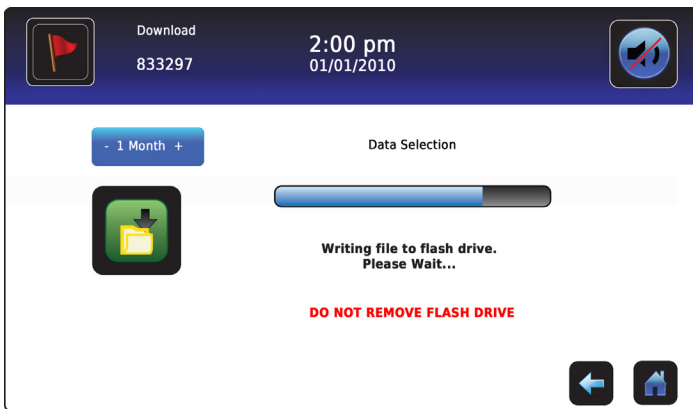 Download
833297
2:00 pm
01/01/2010
- 1 Month +
Data Selection
Writing file to flash drive.
Please Wait...
DO NOT REMOVE FLASH DRIVE